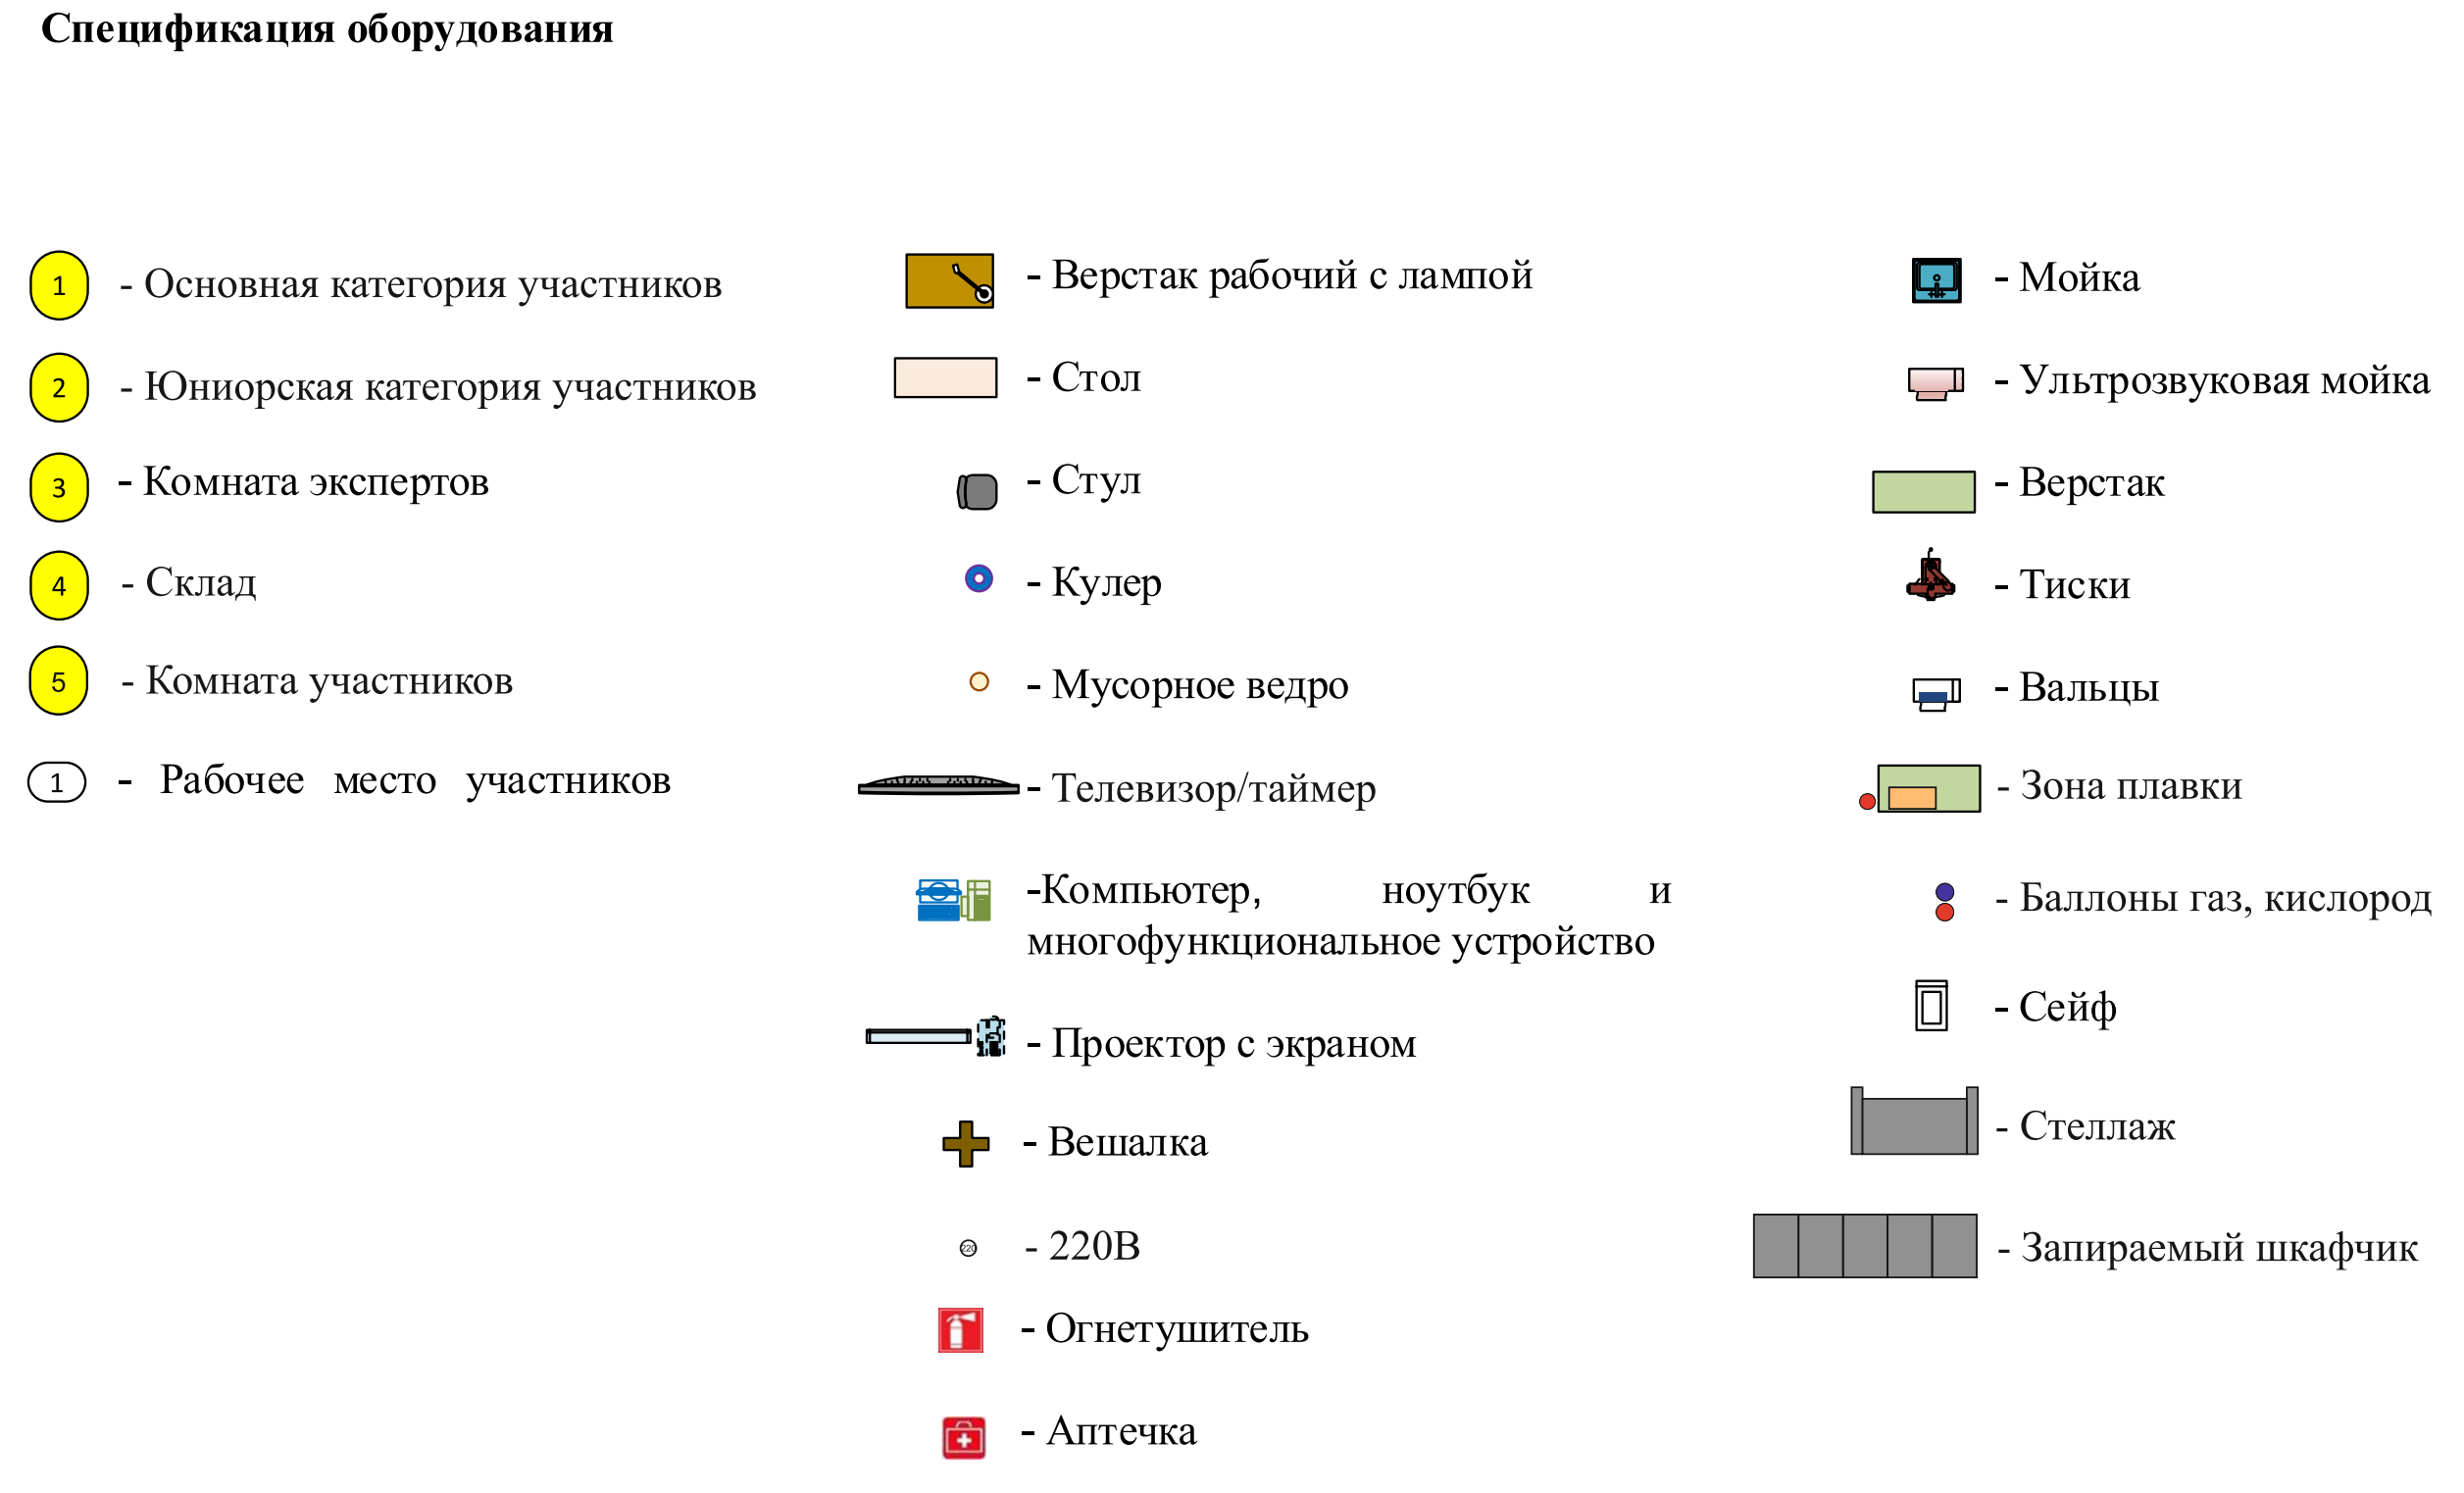 Спецификация оборудования
1 - Основная категория участников
2 - Юниорская категория участников
3 - Комната экспертов
4 - Склад
5 - Комната участников
1 - Рабочее место участников
- Верстак рабочий с лампой
- Стол
- Стул
- Кулер
- Мусорное ведро
- Телевизор/таймер
-Компьютер, ноутбук и
многофункциональное устройство
- Проектор с экраном
- Вешалка
220 - 220В
- Огнетушитель
- Аптечка
- Мойка
- Ультрозвуковая мойка
- Верстак
- Тиски
- Вальцы
- Зона плавки
- Баллоны газ, кислород
- Сейф
- Стеллаж
- Запираемый шкафчик